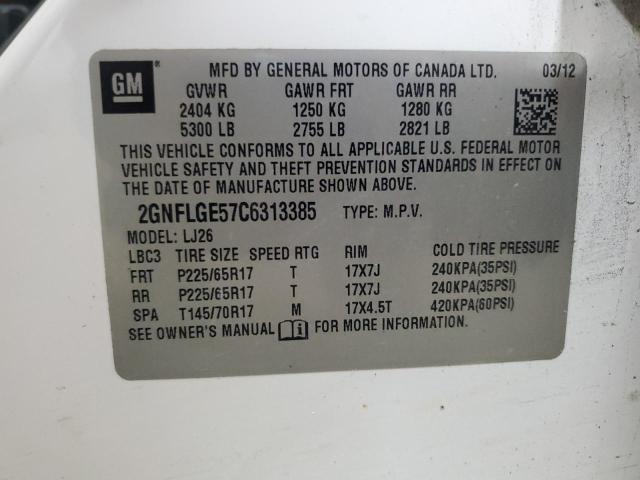 GM ® MFD BY GENERAL MOTORS OF CANADA LTD. 03/12
GVWR GAWR FRT GAWR RR
2404 KG 1250 KG 1280 KG
5300 LB 2755 LB 2821 LB
THIS VEHICLE CONFORMS TO ALL APPLICABLE U.S. FEDERAL MOTOR
VEHICLE SAFETY AND THEFT PREVENTION STANDARDS IN EFFECT ON
THE DATE OF MANUFACTURE SHOWN ABOVE.
2GNFLGE57C6313385 TYPE: M.P.V.
MODEL: LJ26
LBC3 TIRE SIZE SPEED RTG RIM COLD TIRE PRESSURE
FRT P225/65R17 T 17X7J 240KPA(35PSI)
RR P225/65R17 T 17X7J 240KPA(35PSI)
SPA T145/70R17 M 17X4.5T 420KPA(60PSI)
SEE OWNER'S MANUAL FOR MORE INFORMATION.